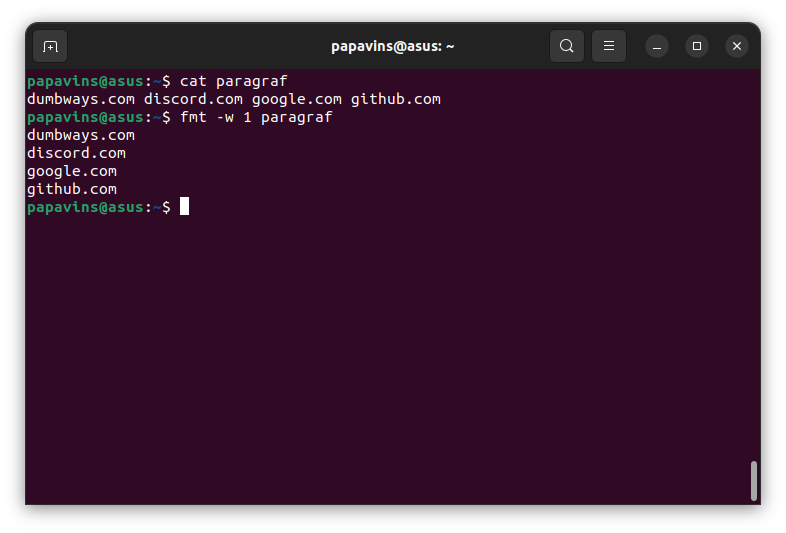 papavins@asus: ~
papavins@asus:~$ cat paragraf
dumbways.com discord.com google.com github.com
papavins@asus:~$ fmt -w 1 paragraf
dumbways.com
discord.com
google.com
github.com
papavins@asus:~$